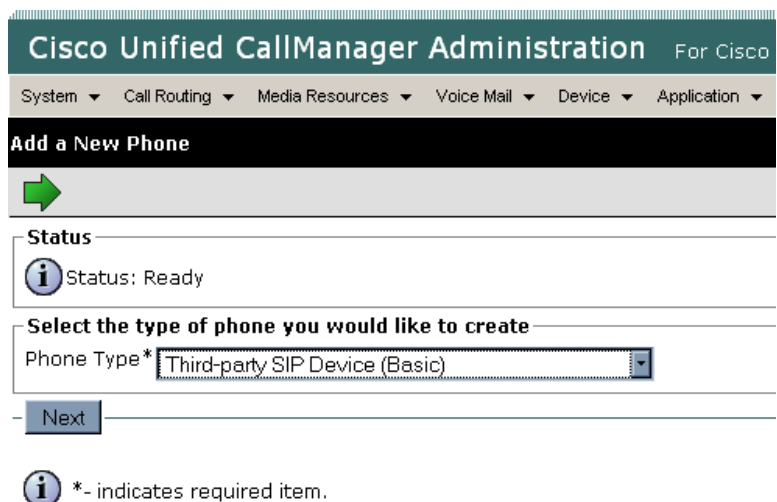 Cisco Unified CallManager Administration For Cisco
System Call Routing Media Resources Voice Mail Device Application
Add a New Phone
Status
Status: Ready
Select the type of phone you would like to create
Phone Type* Third-party SIP Device (Basic)
Next
*- indicates required item.